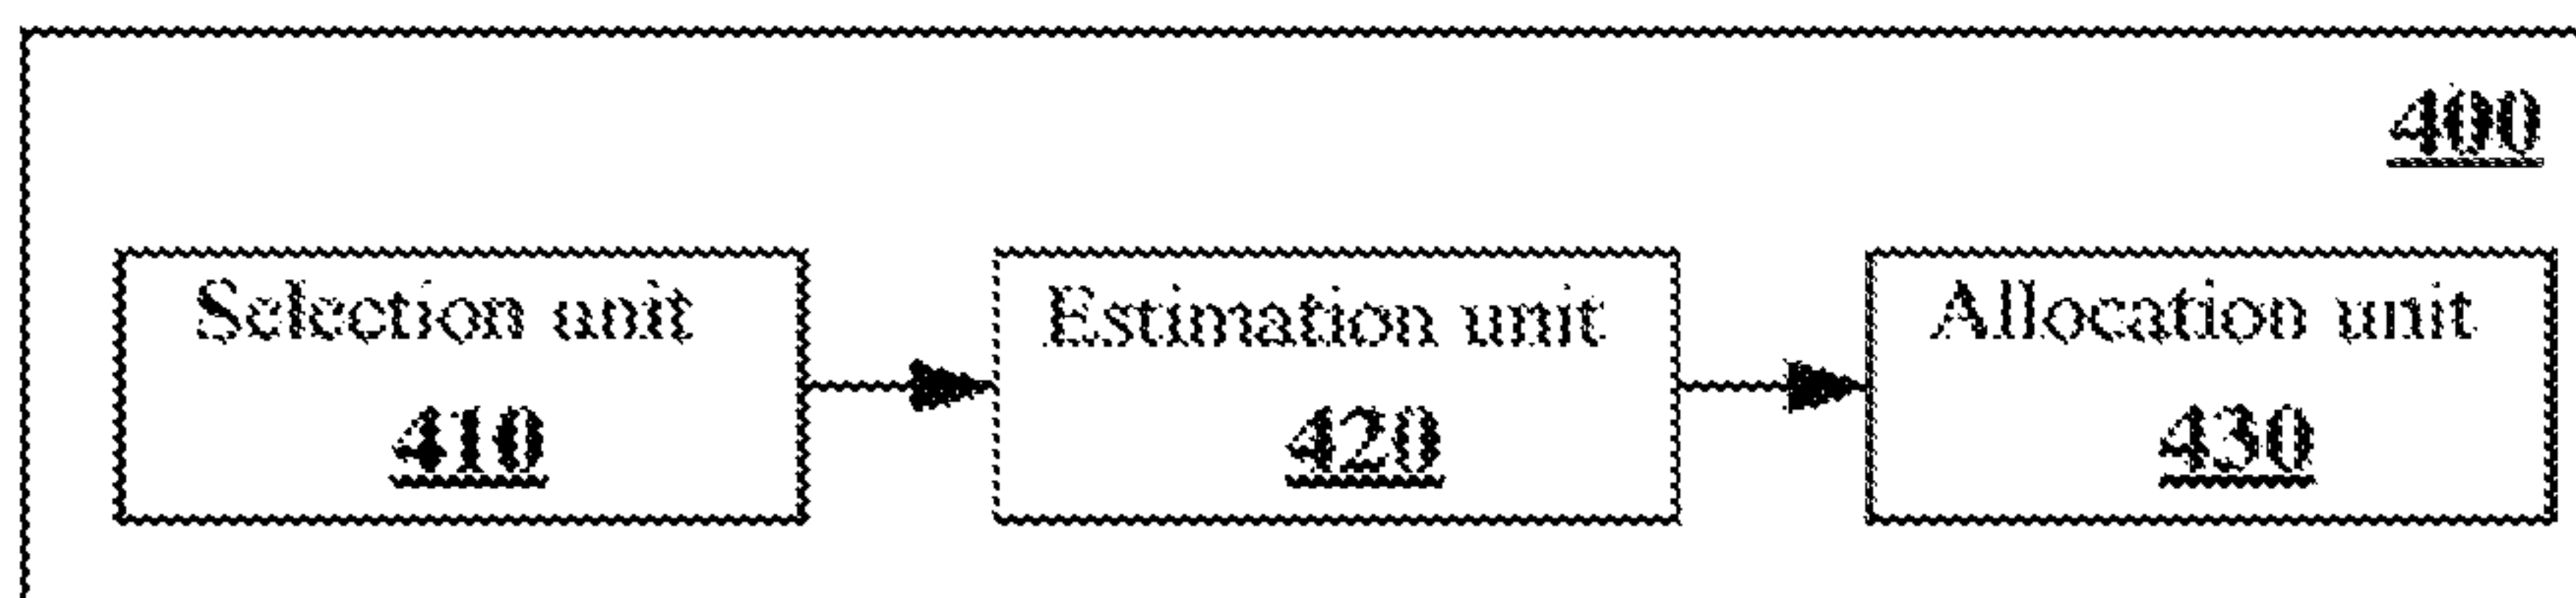 400
Selection unit
410
Estimation unit
420
Allocation unit
430